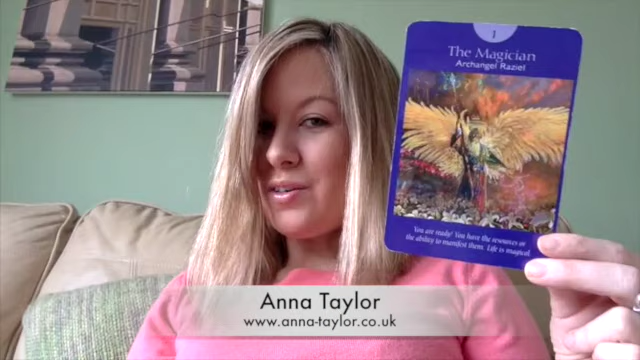 1
The Magician
Archangel Raziel
You are ready! You have the resources or
the ability to manifest them. Life is magical.
Anna Taylor
www.anna-taylor.co.uk